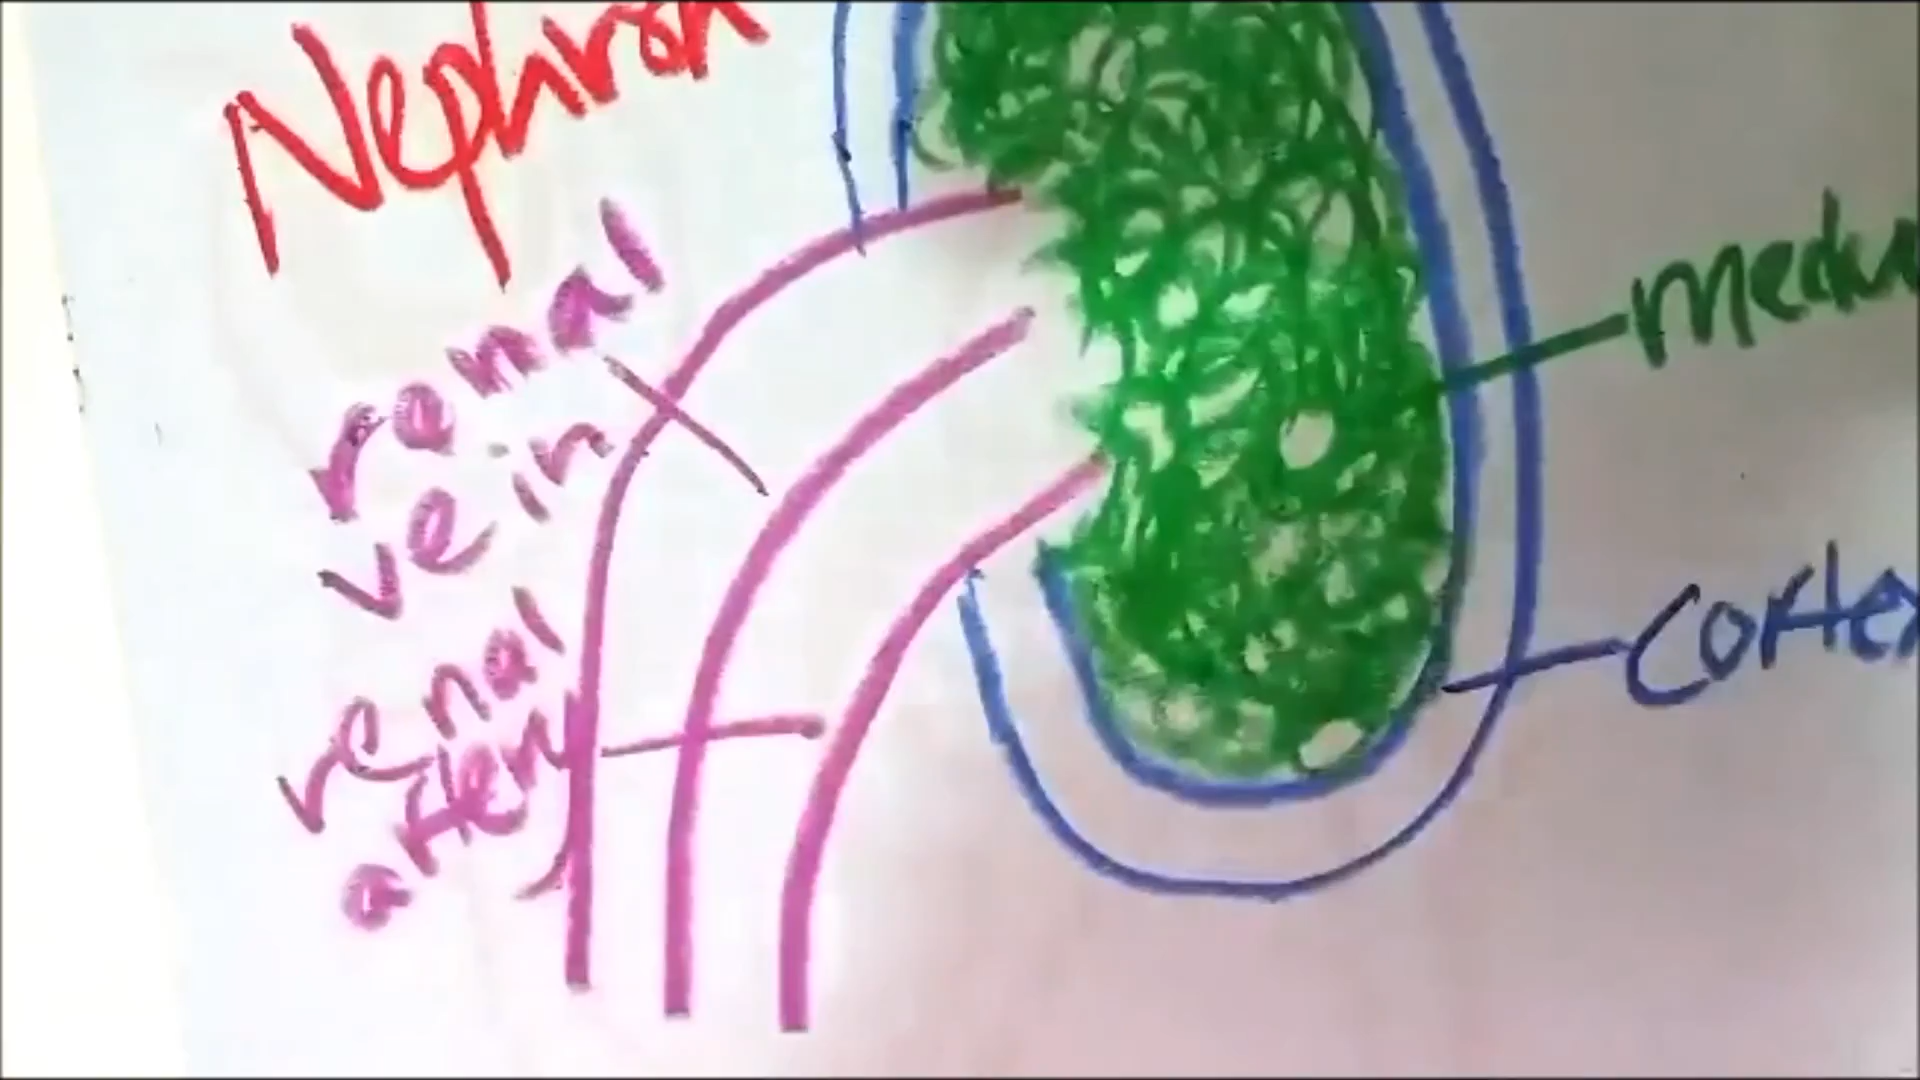 Nephron
renal
vein
renal
artery
medu
cortex